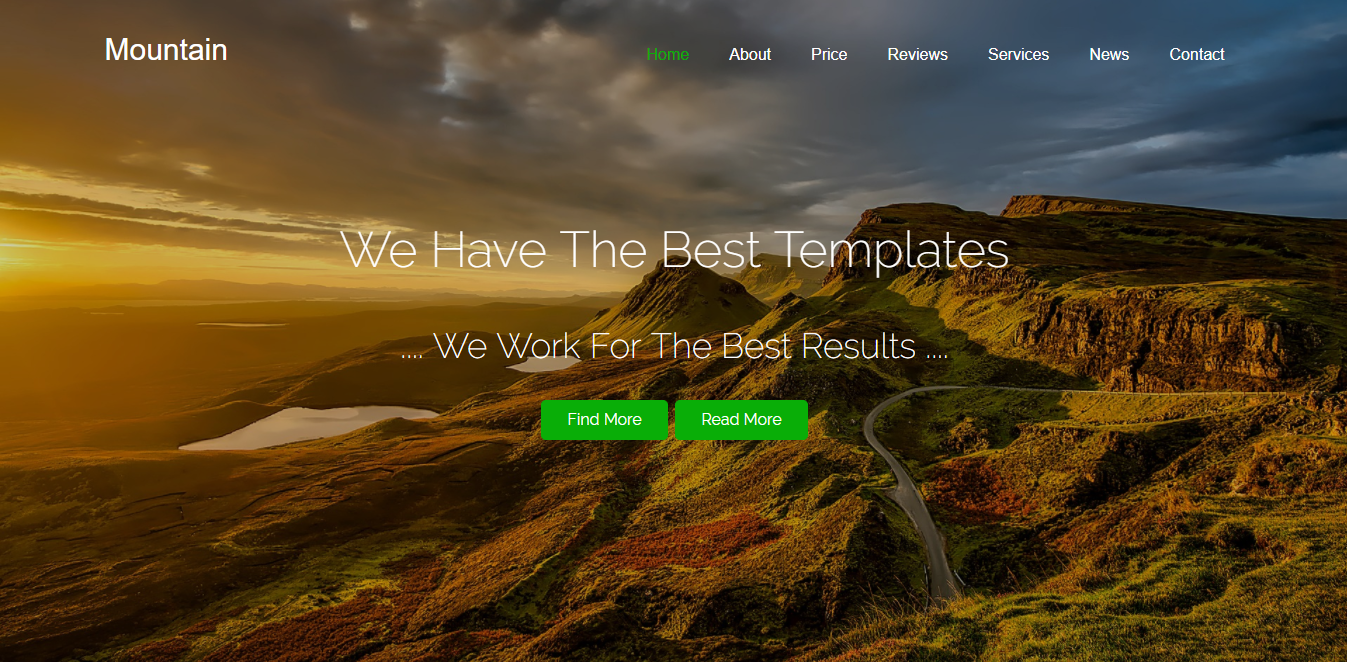 Mountain
Home About Price Reviews Services News Contact
We Have The Best Templates
.... We Work For The Best Results ....
Find More Read More